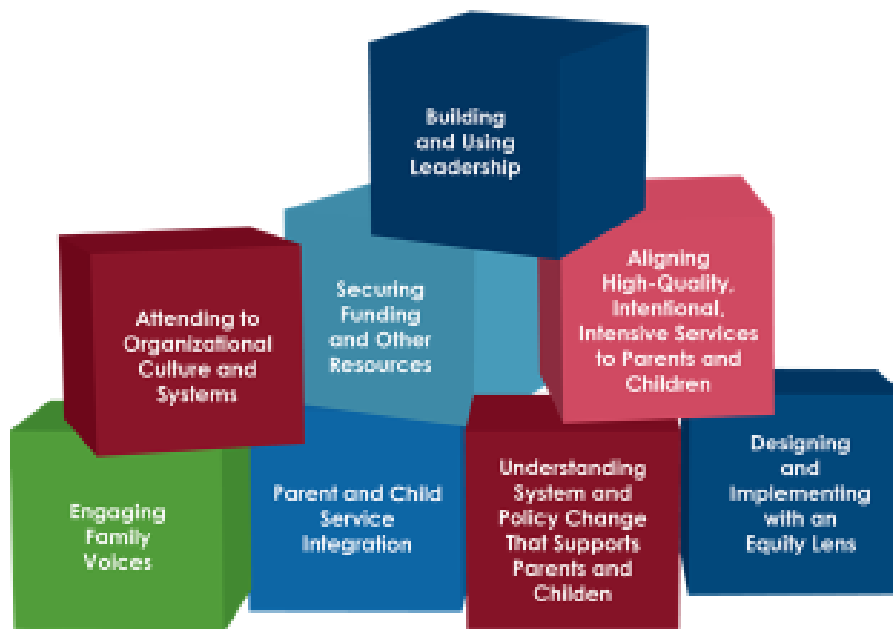 Building
and Using
Leadership
Attending to
Organizational
Culture and
Systems
Securing
Funding
and Other
Resources
Aligning
High-Quality,
Intentional,
Intensive Services
to Parents and
Children
Engaging
Family
Voices
Parent and Child
Service
Integration
Understanding
System and
Policy Change
That Supports
Parents and
Childen
Designing
and
Implementing
with an
Equity Lens